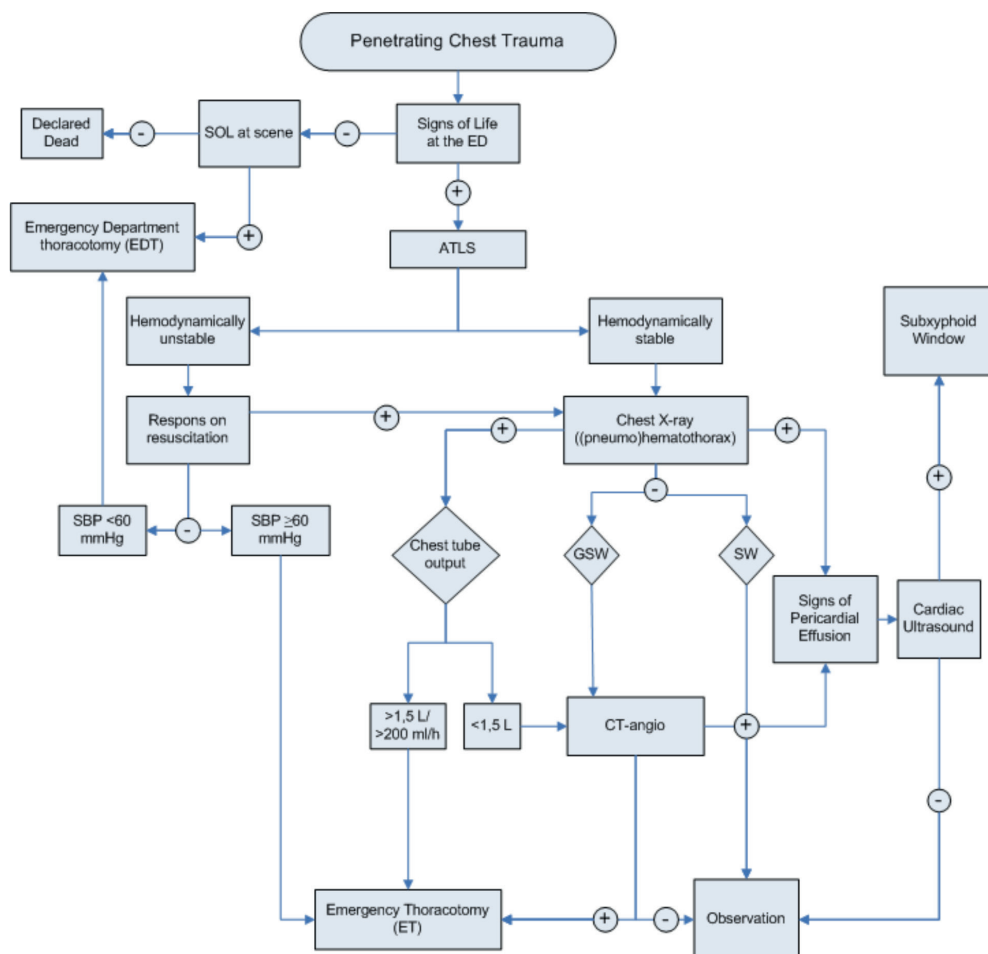 Penetrating Chest Trauma
Declared
Dead
-
SOL at scene
-
Signs of Life
at the ED
+
Emergency Department
thoracotomy (EDT)
+
ATLS
Hemodynamically
unstable
Hemodynamically
stable
Subxyphoid
Window
Respons on
resuscitation
+
+
Chest X-ray
((pneumo)hematothorax)
+
-
+
SBP <60
mmHg
-
SBP ≥60
mmHg
Chest tube
output
GSW
SW
Signs of
Pericardial
Effusion
Cardiac
Ultrasound
>1,5 L/
>200 ml/h
<1,5 L
CT-angio
+
-
Emergency Thoracotomy
(ET)
+
-
Observation